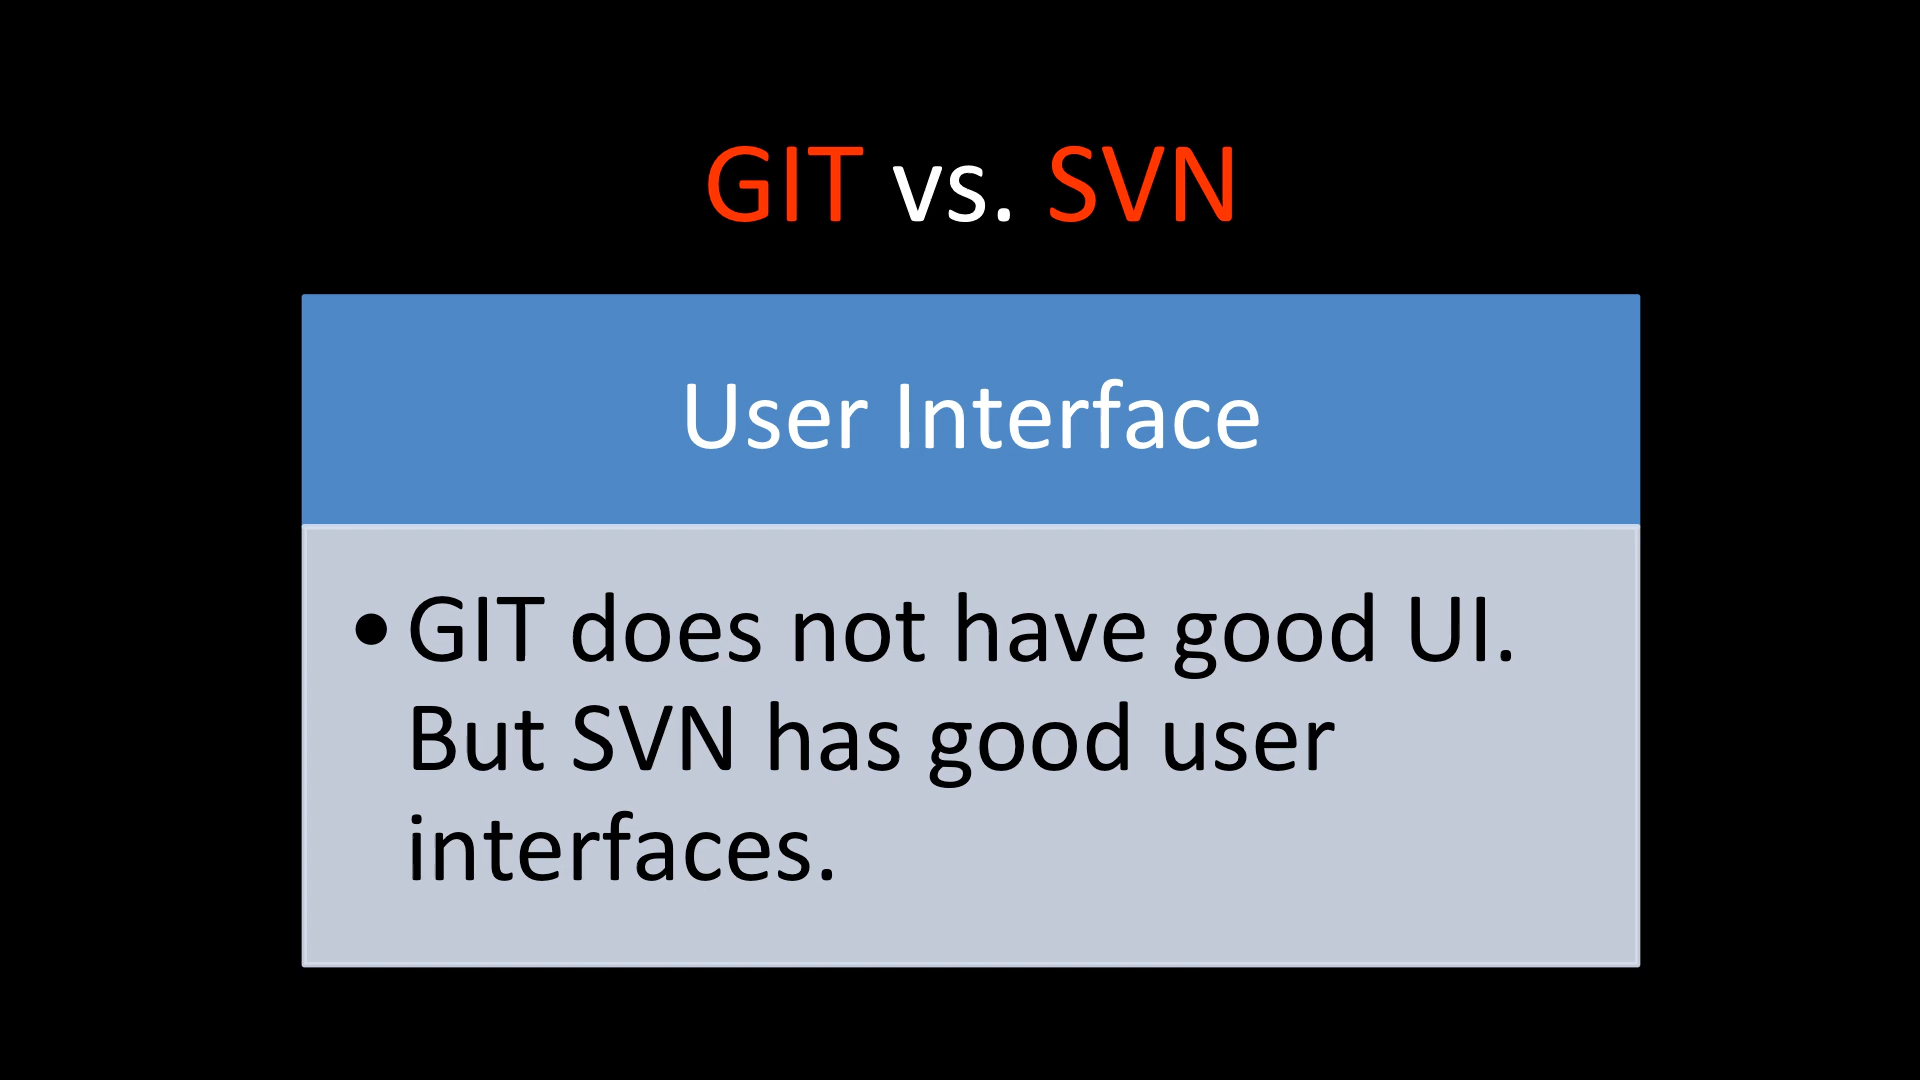 GIT vs. SVN
User Interface
•GIT does not have good UI.
But SVN has good user
interfaces.